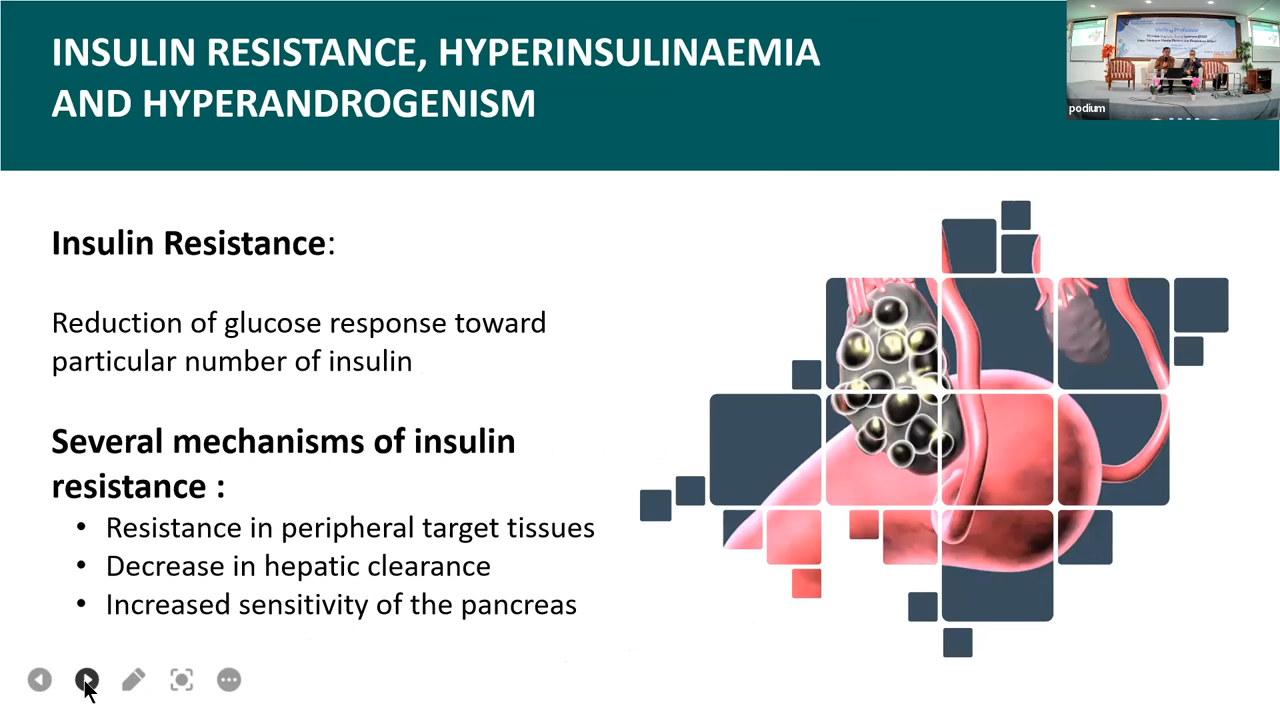 INSULIN RESISTANCE, HYPERINSULINAEMIA
AND HYPERANDROGENISM
podium
Insulin Resistance:
Reduction of glucose response toward
particular number of insulin
Several mechanisms of insulin
resistance :
• Resistance in peripheral target tissues
• Decrease in hepatic clearance
• Increased sensitivity of the pancreas